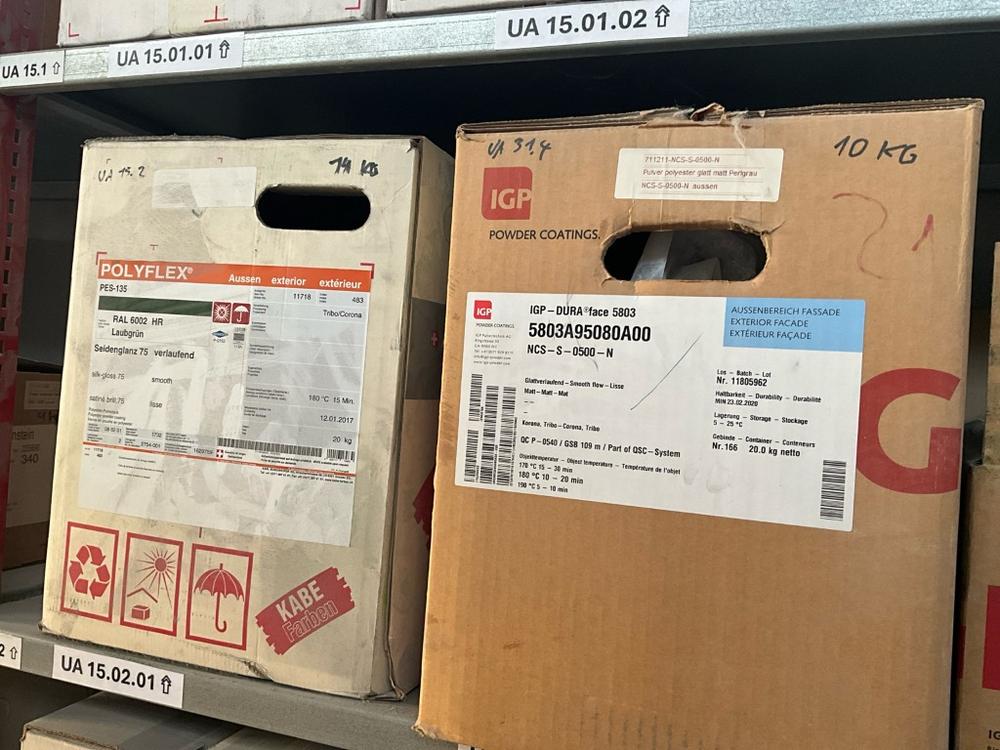 UA 15.1 ⇧
UA 15.01.01 ⇧
UA 15.01.02 ⇧
UA 15.2
14 KG
POLYFLEX®
Aussen exterior extérieur
PES-135
11718
483
Tribo/Corona
RAL 6002 HR
Laubgrün
Seidenglanz 75 verlaufend
silk-gloss 75 smooth
satiné brill.75 lisse
180 °C 15 Min.
12.01.2017
20 kg
KABE
Farben
UA 31.4
10 KG
711211-NCS-S-0500-N
Pulver polyester glatt matt Perlgrau
NCS-S-0500-N aussen
IGP
POWDER COATINGS.
IGP
POWDER COATINGS.
IGP-DURA®face 5803
5803A95080A00
NCS-S-0500-N
AUSSENBEREICH FASSADE
EXTERIOR FACADE
EXTÉRIEUR FAÇADE
Glattverlaufend-Smooth flow-Lisse
Matt-Matt-Mat
Korona, Tribo-Corona, Tribo
QC P-0540 / GSB 109 m / Part of QSC-System
Objekttemperatur - Object temperature - Température de l'objet
170 °C 15 - 30 min
180 °C 10 - 20 min
190 °C 5 - 10 min
Los - Batch - Lot
Nr. 11805962
Haltbarkeit - Durability - Durabilité
MIN 23.02.2020
Lagerung - Storage - Stockage
5 - 25 °C
Gebinde - Container - Conteneurs
Nr. 166 20.0 kg netto
G
340
2 ⇧
UA 15.02.01 ⇧